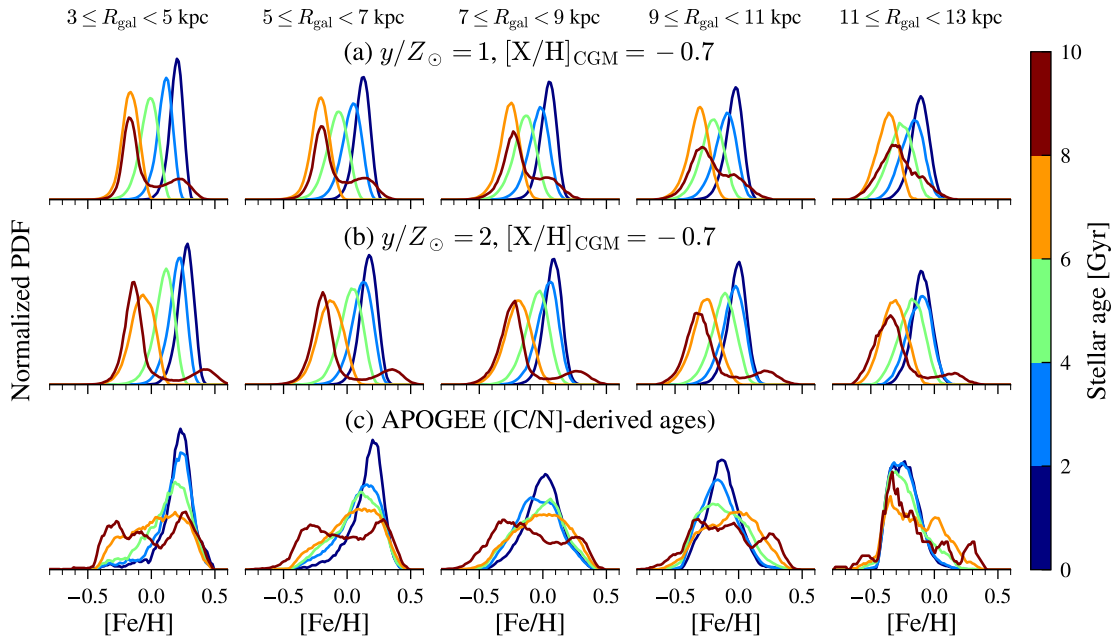 3 ≤ R_gal < 5 kpc 5 ≤ R_gal < 7 kpc 7 ≤ R_gal < 9 kpc 9 ≤ R_gal < 11 kpc 11 ≤ R_gal < 13 kpc
(a) y/Z_⊙ = 1, [X/H]_CGM = −0.7
(b) y/Z_⊙ = 2, [X/H]_CGM = −0.7
(c) APOGEE ([C/N]-derived ages)
Normalized PDF
−0.5 0.0 0.5 −0.5 0.0 0.5 −0.5 0.0 0.5 −0.5 0.0 0.5 −0.5 0.0 0.5
[Fe/H] [Fe/H] [Fe/H] [Fe/H] [Fe/H]
10
8
6
4
2
0
Stellar age [Gyr]